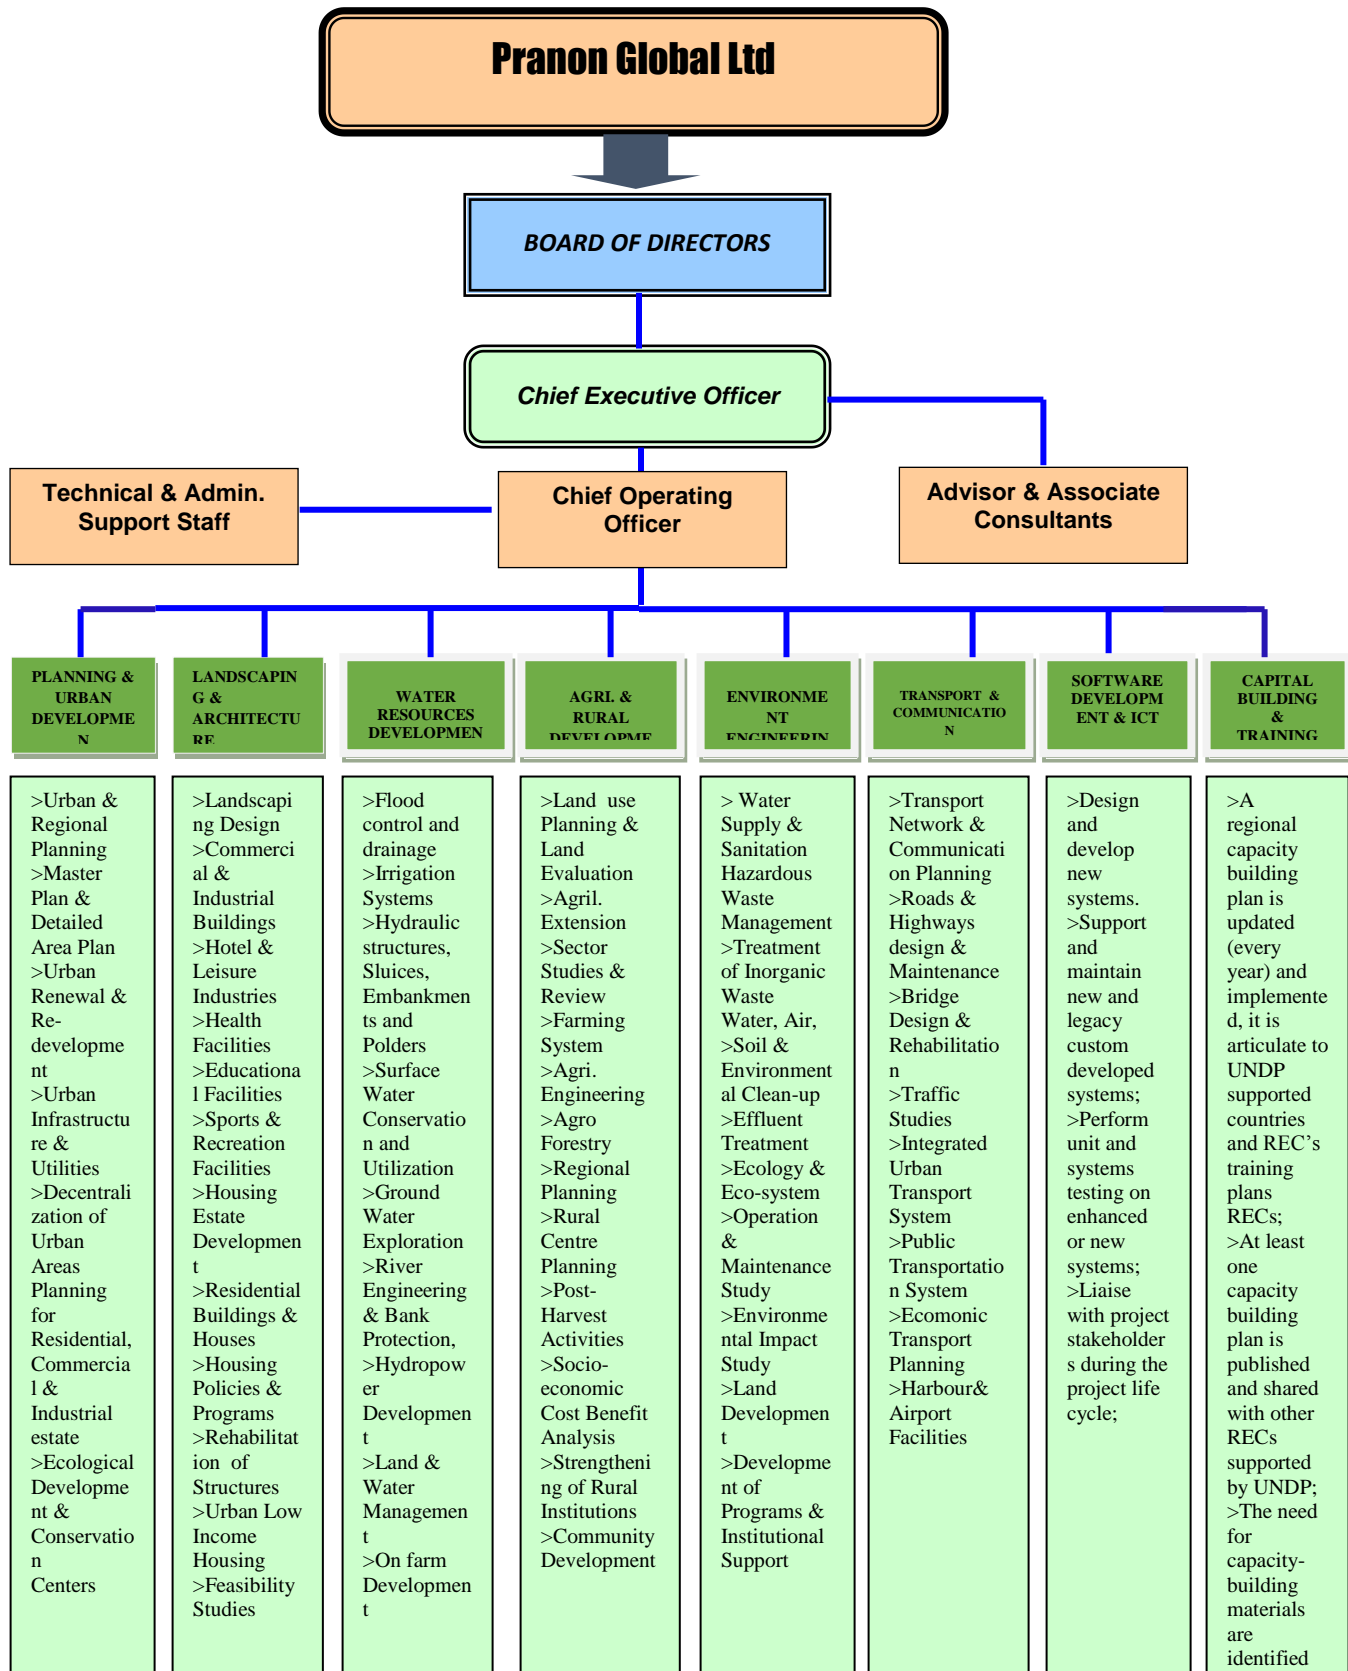 Pranon Global Ltd
BOARD OF DIRECTORS
Chief Executive Officer
Technical & Admin.
Support Staff
Chief Operating
Officer
Advisor & Associate
Consultants
PLANNING &
URBAN
DEVELOPME
N
LANDSCAPIN
G &
ARCHITECTU
RE
WATER
RESOURCES
DEVELOPMEN
AGRI. &
RURAL
DEVELOPME
ENVIRONME
NT
ENGINEERIN
TRANSPORT &
COMMUNICATIO
N
SOFTWARE
DEVELOPM
ENT & ICT
CAPITAL
BUILDING
&
TRAINING
>Urban &
Regional
Planning
>Master
Plan &
Detailed
Area Plan
>Urban
Renewal &
Re-
developme
nt
>Urban
Infrastructu
re &
Utilities
>Decentrali
zation of
Urban
Areas
Planning
for
Residential,
Commercia
l &
Industrial
estate
>Ecological
Developme
nt &
Conservatio
n
Centers
>Landscapi
ng Design
>Commerci
al &
Industrial
Buildings
>Hotel &
Leisure
Industries
>Health
Facilities
>Educationa
l Facilities
>Sports &
Recreation
Facilities
>Housing
Estate
Developmen
t
>Residential
Buildings &
Houses
>Housing
Policies &
Programs
>Rehabilitat
ion of
Structures
>Urban Low
Income
Housing
>Feasibility
Studies
>Flood
control and
drainage
>Irrigation
Systems
>Hydraulic
structures,
Sluices,
Embankmen
ts and
Polders
>Surface
Water
Conservatio
n and
Utilization
>Ground
Water
Exploration
>River
Engineering
& Bank
Protection,
>Hydropow
er
Developmen
t
>Land &
Water
Managemen
t
>On farm
Developmen
t
>Land use
Planning &
Land
Evaluation
>Agril.
Extension
>Sector
Studies &
Review
>Farming
System
>Agri.
Engineering
>Agro
Forestry
>Regional
Planning
>Rural
Centre
Planning
>Post-
Harvest
Activities
>Socio-
economic
Cost Benefit
Analysis
>Strengtheni
ng of Rural
Institutions
>Community
Development
> Water
Supply &
Sanitation
Hazardous
Waste
Management
>Treatment
of Inorganic
Waste
Water, Air,
>Soil &
Environment
al Clean-up
>Effluent
Treatment
>Ecology &
Eco-system
>Operation
&
Maintenance
Study
>Environme
ntal Impact
Study
>Land
Developmen
t
>Developme
nt of
Programs &
Institutional
Support
>Transport
Network &
Communicati
on Planning
>Roads &
Highways
design &
Maintenance
>Bridge
Design &
Rehabilitatio
n
>Traffic
Studies
>Integrated
Urban
Transport
System
>Public
Transportatio
n System
>Ecomonic
Transport
Planning
>Harbour&
Airport
Facilities
>Design
and
develop
new
systems.
>Support
and
maintain
new and
legacy
custom
developed
systems;
>Perform
unit and
systems
testing on
enhanced
or new
systems;
>Liaise
with project
stakeholder
s during the
project life
cycle;
>A
regional
capacity
building
plan is
updated
(every
year) and
implemente
d, it is
articulate to
UNDP
supported
countries
and REC’s
training
plans
RECs;
>At least
one
capacity
building
plan is
published
and shared
with other
RECs
supported
by UNDP;
>The need
for
capacity-
building
materials
are
identified